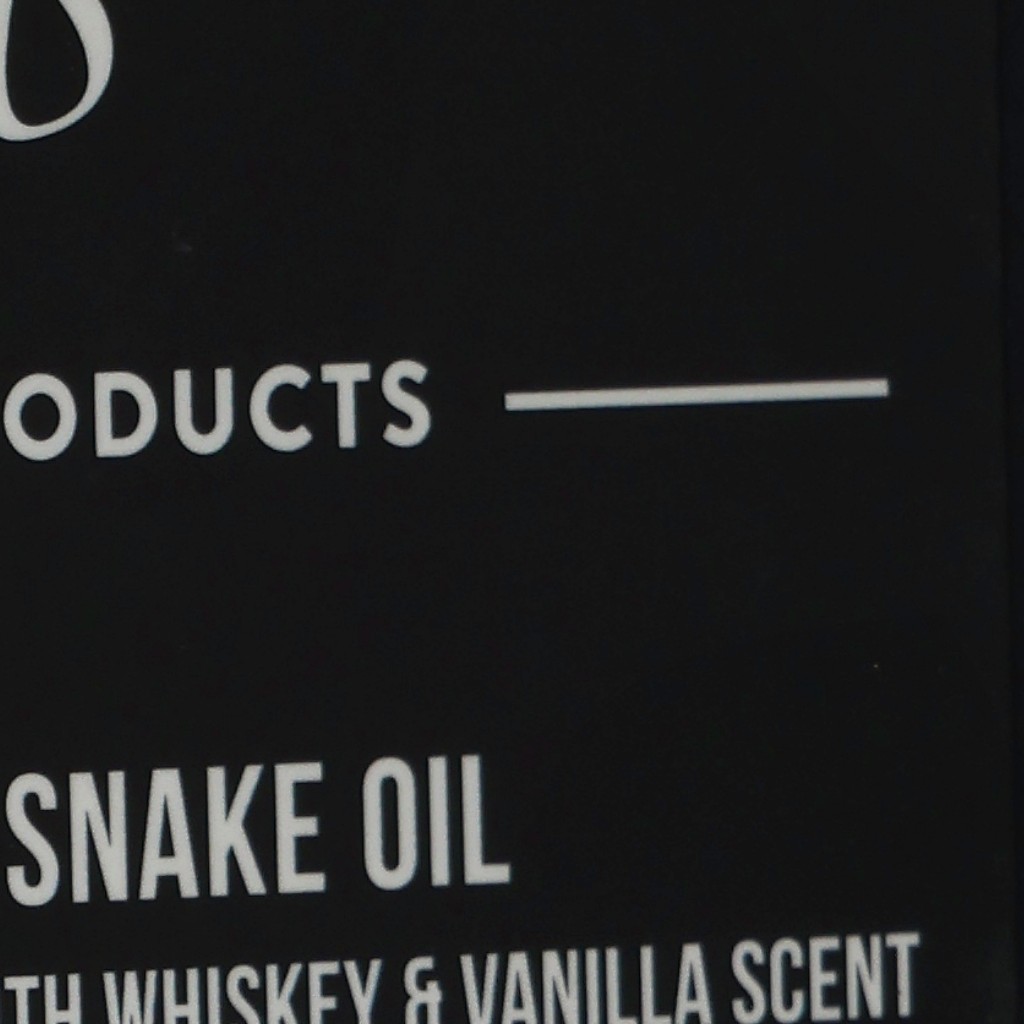 ODUCTS
SNAKE OIL
TH WHISKEY & VANILLA SCENT